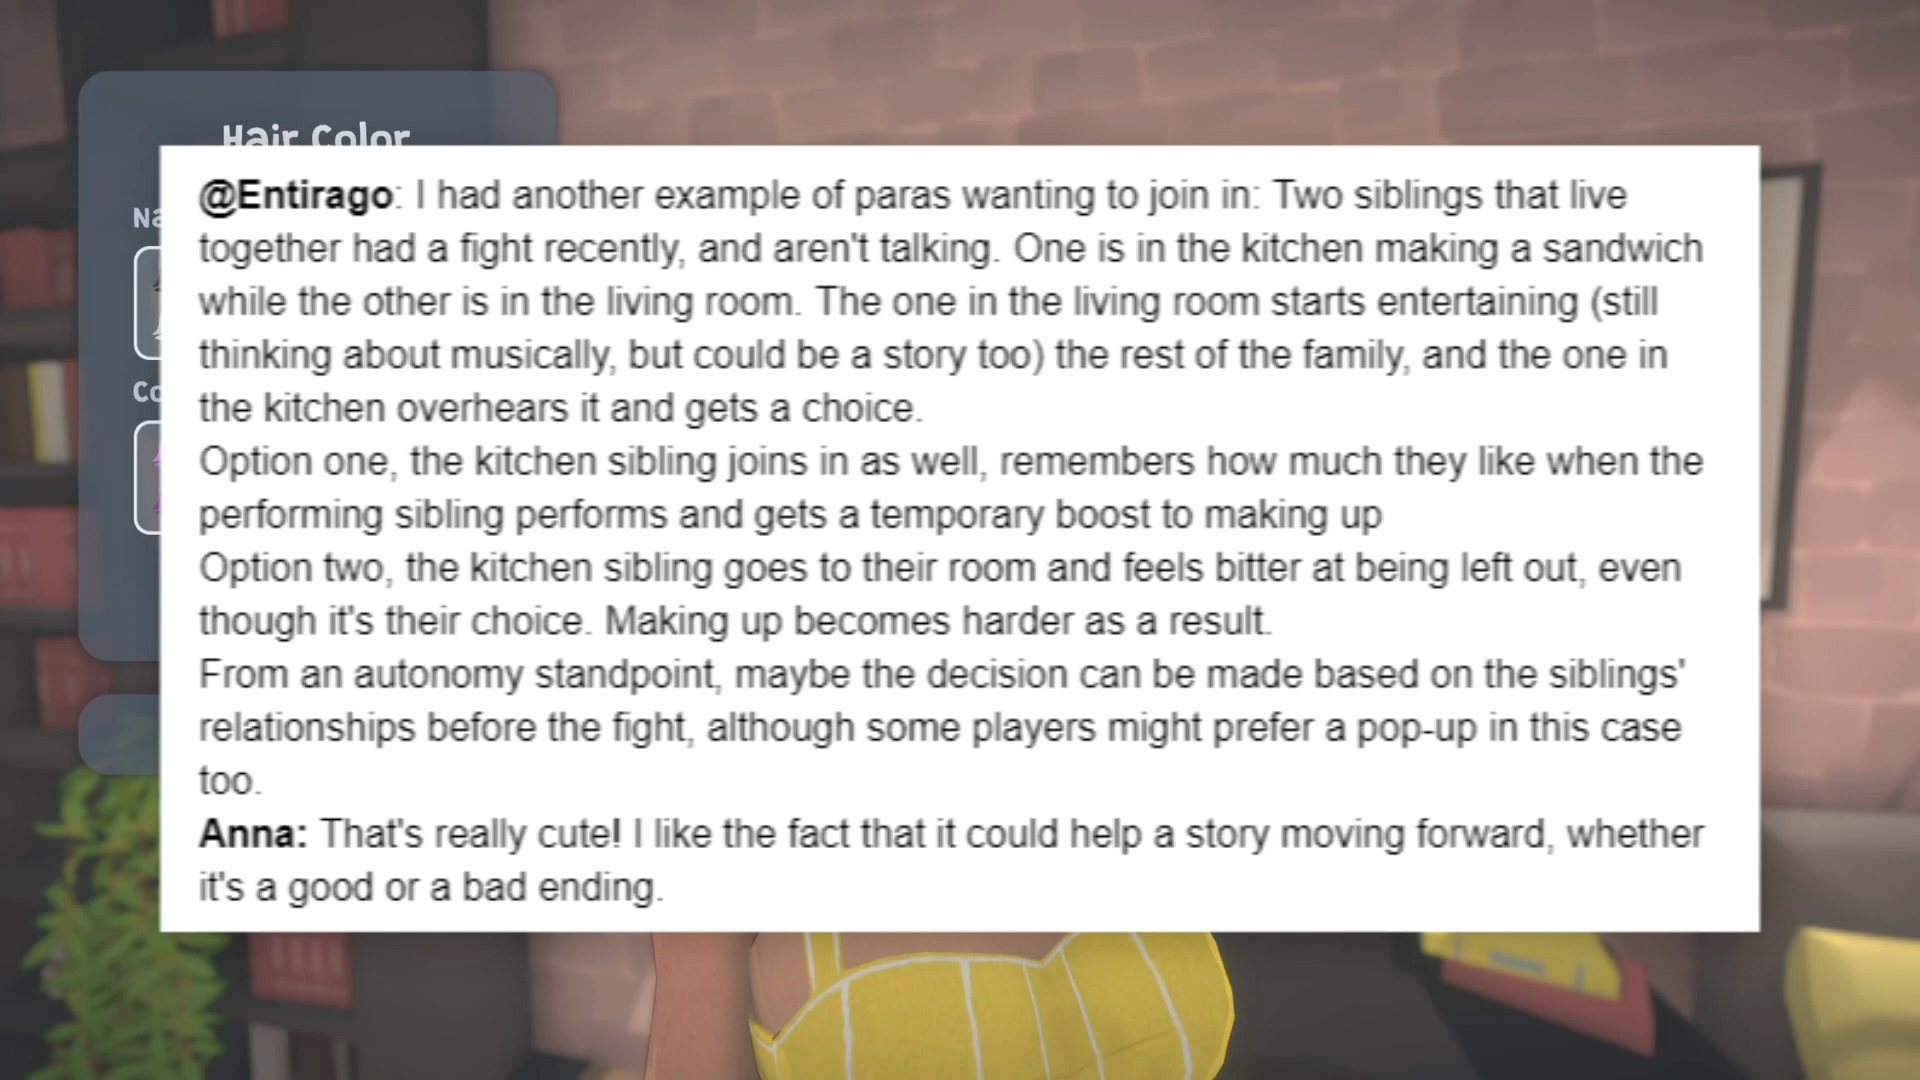 Hair Color
@Entirago: I had another example of paras wanting to join in: Two siblings that live
together had a fight recently, and aren't talking. One is in the kitchen making a sandwich
while the other is in the living room. The one in the living room starts entertaining (still
thinking about musically, but could be a story too) the rest of the family, and the one in
the kitchen overhears it and gets a choice.
Option one, the kitchen sibling joins in as well, remembers how much they like when the
performing sibling performs and gets a temporary boost to making up
Option two, the kitchen sibling goes to their room and feels bitter at being left out, even
though it's their choice. Making up becomes harder as a result.
From an autonomy standpoint, maybe the decision can be made based on the siblings'
relationships before the fight, although some players might prefer a pop-up in this case
too.
Anna: That's really cute! I like the fact that it could help a story moving forward, whether
it's a good or a bad ending.